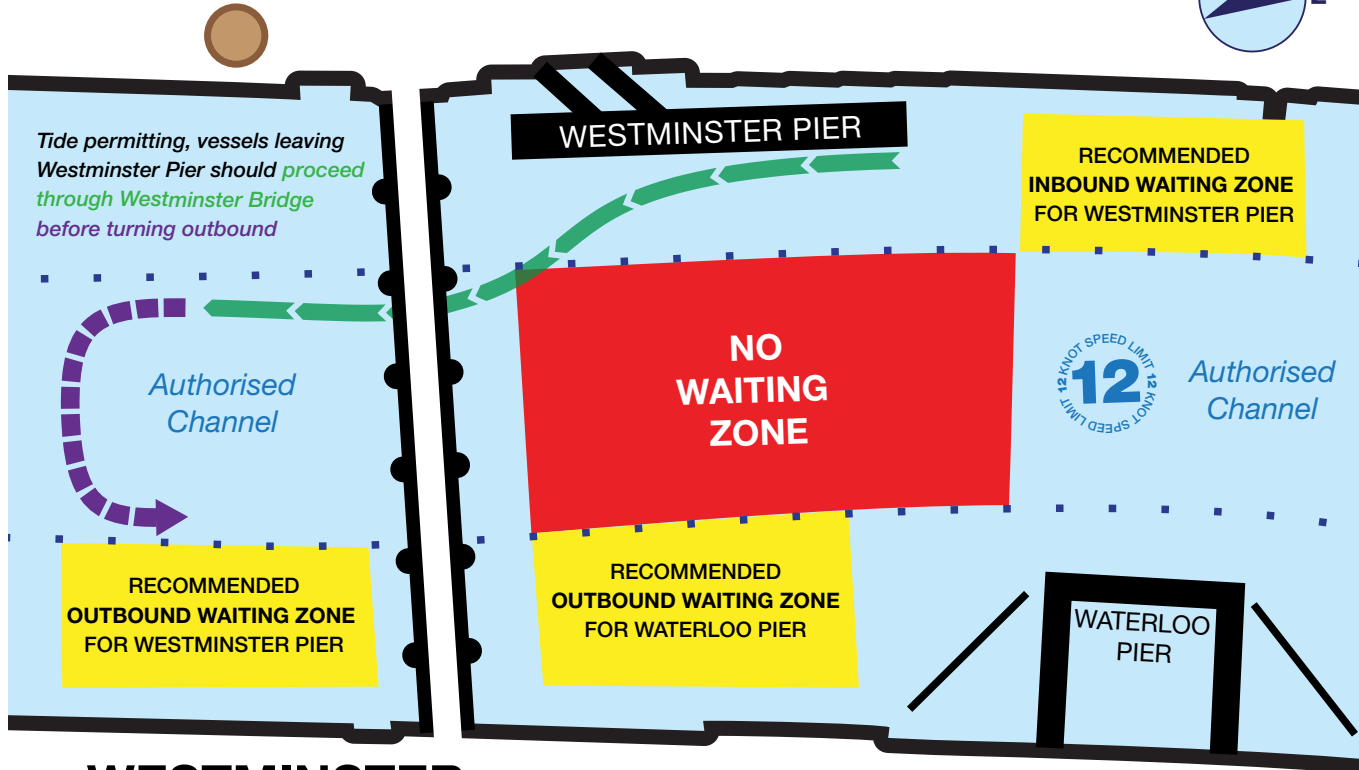 E
Tide permitting, vessels leaving
Westminster Pier should proceed
through Westminster Bridge
before turning outbound
WESTMINSTER PIER
RECOMMENDED
INBOUND WAITING ZONE
FOR WESTMINSTER PIER
NO
WAITING
ZONE
Authorised
Channel
12 KNOT SPEED LIMIT 12 KNOT SPEED LIMIT
12
Authorised
Channel
RECOMMENDED
OUTBOUND WAITING ZONE
FOR WESTMINSTER PIER
RECOMMENDED
OUTBOUND WAITING ZONE
FOR WATERLOO PIER
WATERLOO
PIER
WESTMINSTER